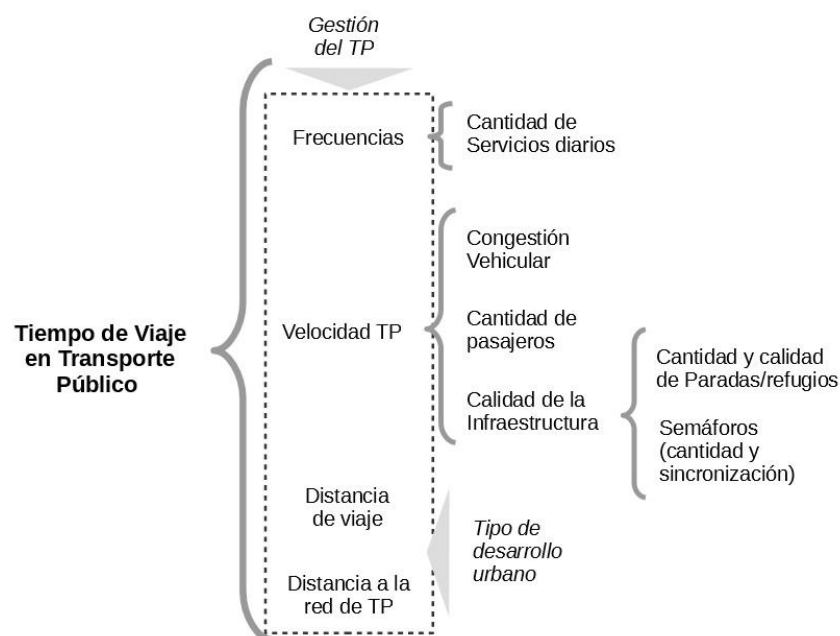 Gestión
del TP
Frecuencias
Cantidad de
Servicios diarios
Congestión
Vehicular
Tiempo de Viaje
en Transporte
Público
Velocidad TP
Cantidad de
pasajeros
Calidad de la
Infraestructura
Cantidad y calidad
de Paradas/refugios
Semáforos
(cantidad y
sincronización)
Distancia
de viaje
Distancia a la
red de TP
Tipo de
desarrollo
urbano